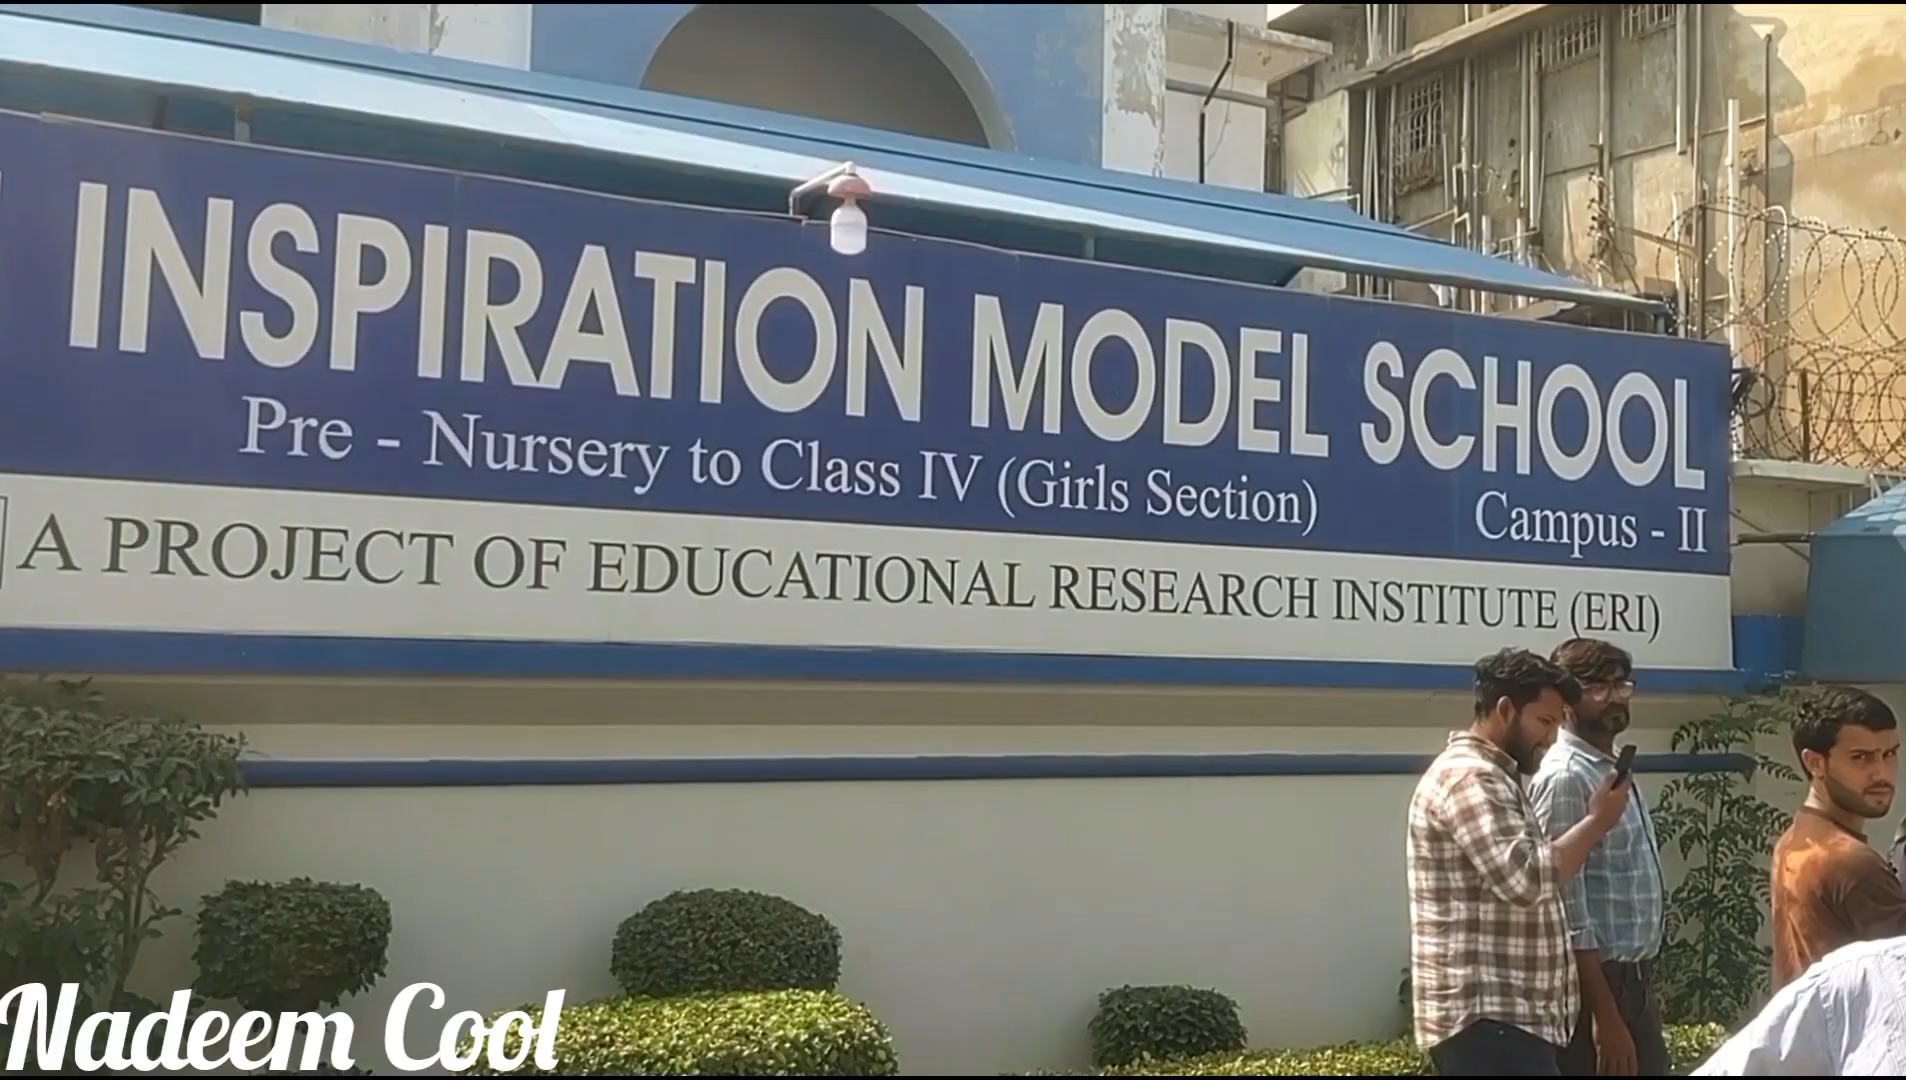 INSPIRATION MODEL SCHOOL
Pre - Nursery to Class IV (Girls Section)
Campus - II
A PROJECT OF EDUCATIONAL RESEARCH INSTITUTE (ERI)
Nadeem Cool